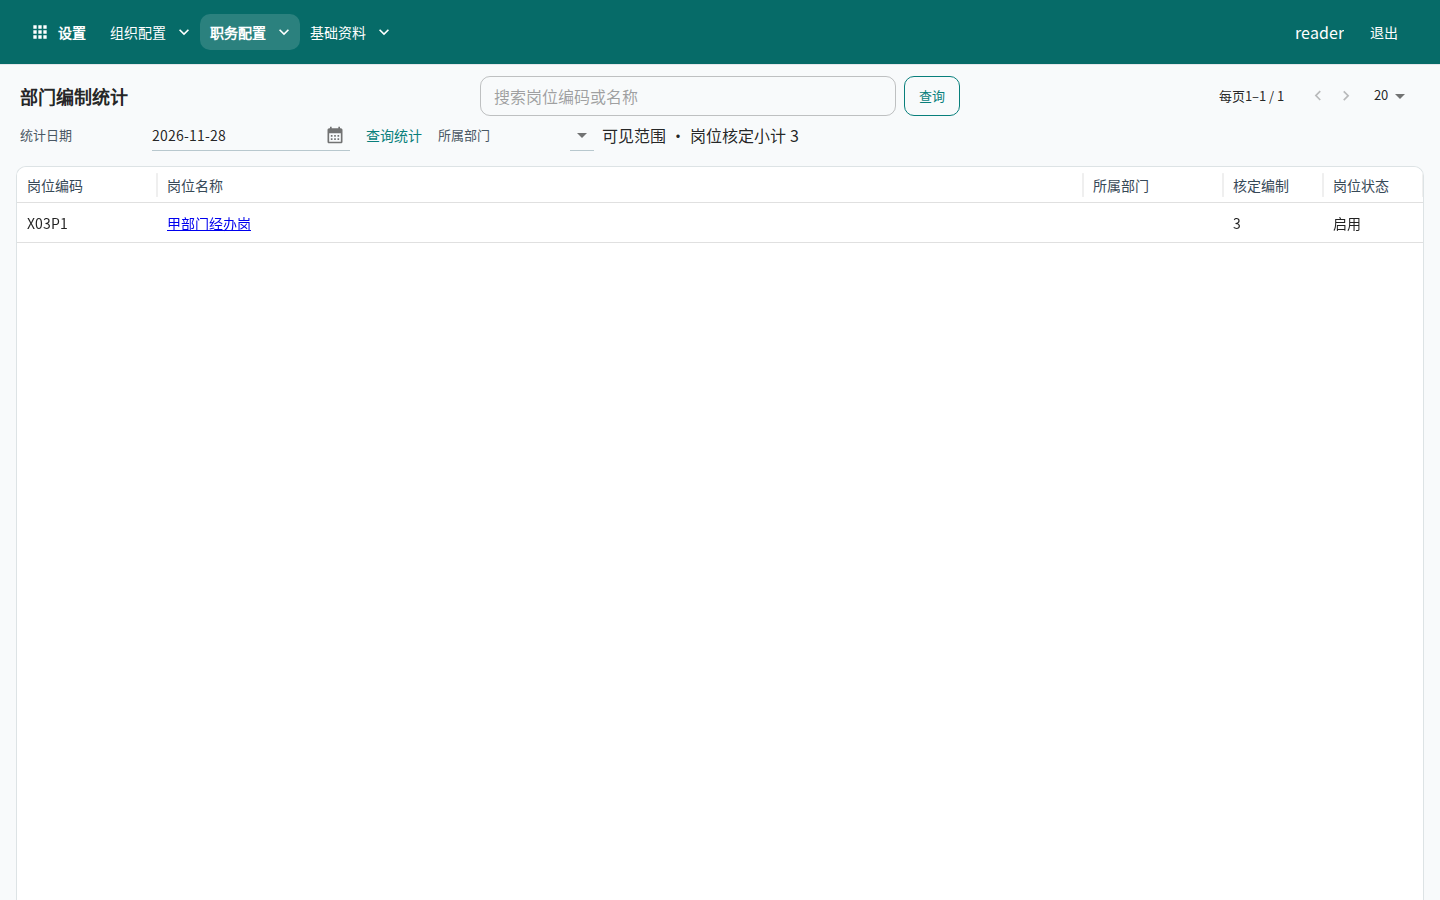 设置 组织配置 职务配置 基础资料 reader 退出
部门编制统计 搜索岗位编码或名称 查询 每页1–1 / 1 20
统计日期 2026-11-28 查询统计 所属部门 可见范围 · 岗位核定小计 3
岗位编码 岗位名称 所属部门 核定编制 岗位状态
X03P1 甲部门经办岗 3 启用